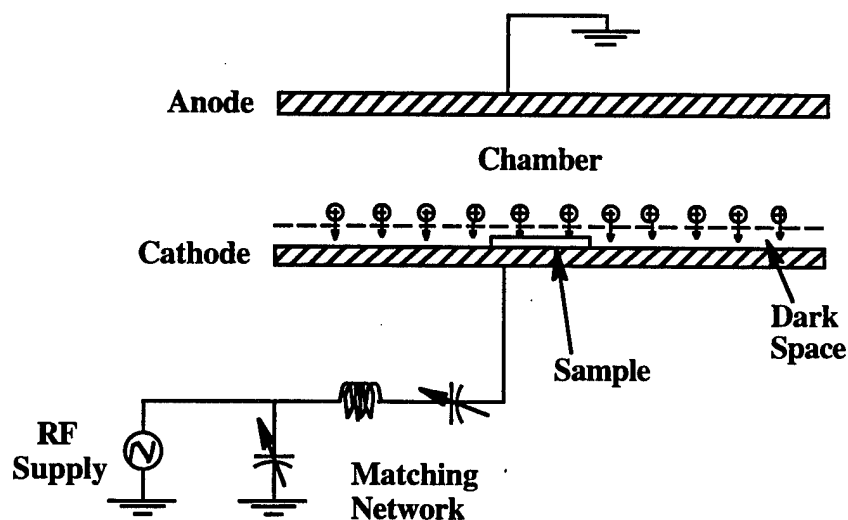 Anode
Chamber
Cathode
Dark
Space
Sample
RF
Supply
Matching
Network